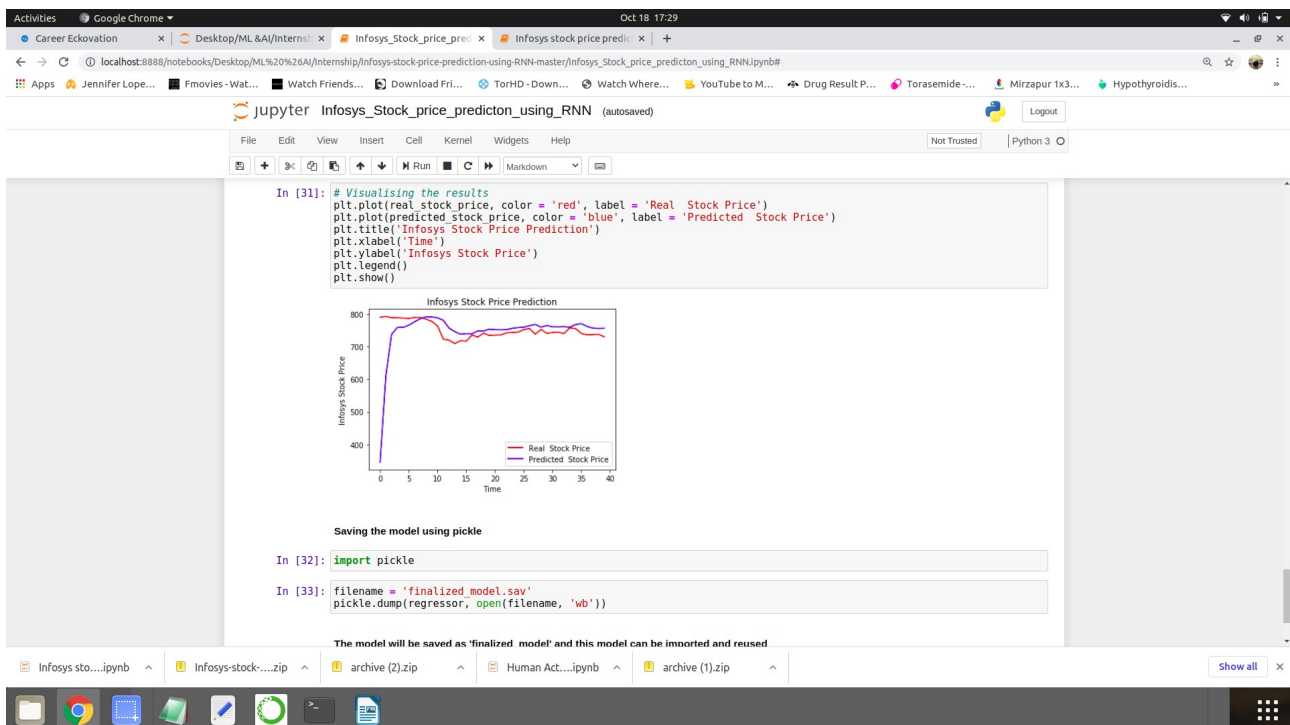 Activities Google Chrome Oct 18 17:29
Career Eckovation Desktop/ML &AI/Internsh Infosys_Stock_price_pred Infosys stock price predic
localhost:8888/notebooks/Desktop/ML%20%26AI/Internship/Infosys-stock-price-prediction-using-RNN-master/Infosys_Stock_price_predicton_using_RNN.ipynb#
Apps Jennifer Lope... Fmovies - Wat... Watch Friends... Download Fri... TorHD - Down... Watch Where... YouTube to M... Drug Result P... Torasemide -... Mirzapur 1x3... Hypothyroidis... »
Jupyter Infosys_Stock_price_predicton_using_RNN (autosaved) Logout
File Edit View Insert Cell Kernel Widgets Help Not Trusted Python 3
Run Markdown
In [31]: # Visualising the results
plt.plot(real_stock_price, color = 'red', label = 'Real  Stock Price')
plt.plot(predicted_stock_price, color = 'blue', label = 'Predicted  Stock Price')
plt.title('Infosys Stock Price Prediction')
plt.xlabel('Time')
plt.ylabel('Infosys Stock Price')
plt.legend()
plt.show()
Infosys Stock Price Prediction
800
700
600
500
400
Infosys Stock Price
Real Stock Price
Predicted Stock Price
0 5 10 15 20 25 30 35 40
Time
Saving the model using pickle
In [32]: import pickle
In [33]: filename = 'finalized_model.sav'
pickle.dump(regressor, open(filename, 'wb'))
The model will be saved as 'finalized_model' and this model can be imported and reused
Infosys sto....ipynb Infosys-stock-....zip archive (2).zip Human Act....ipynb archive (1).zip Show all